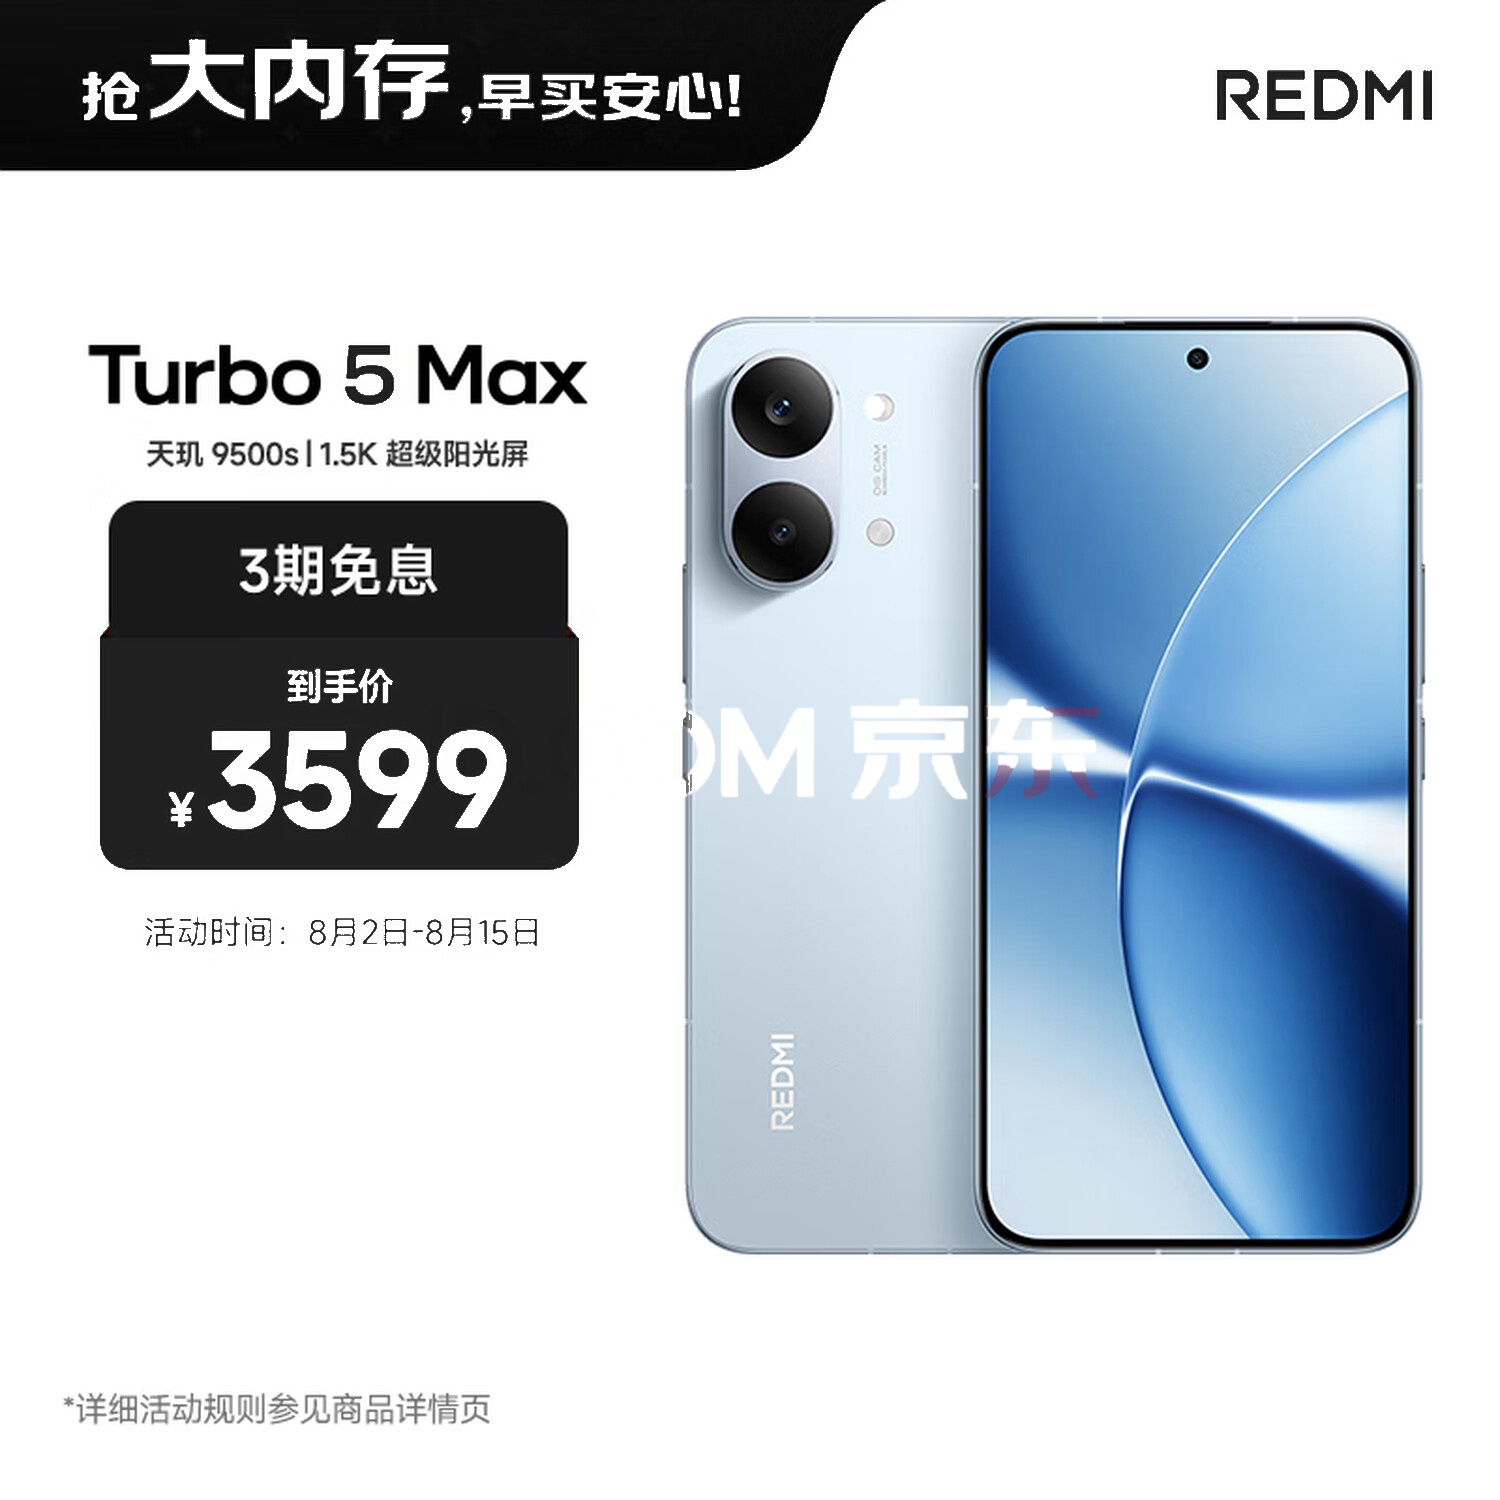 抢大内存,早买安心!
REDMI
Turbo 5 Max
天玑 9500s|1.5K 超级阳光屏
3期免息
到手价
¥3599
活动时间：8月2日-8月15日
OIS CAM
REDMI
OM 京东
*详细活动规则参见商品详情页